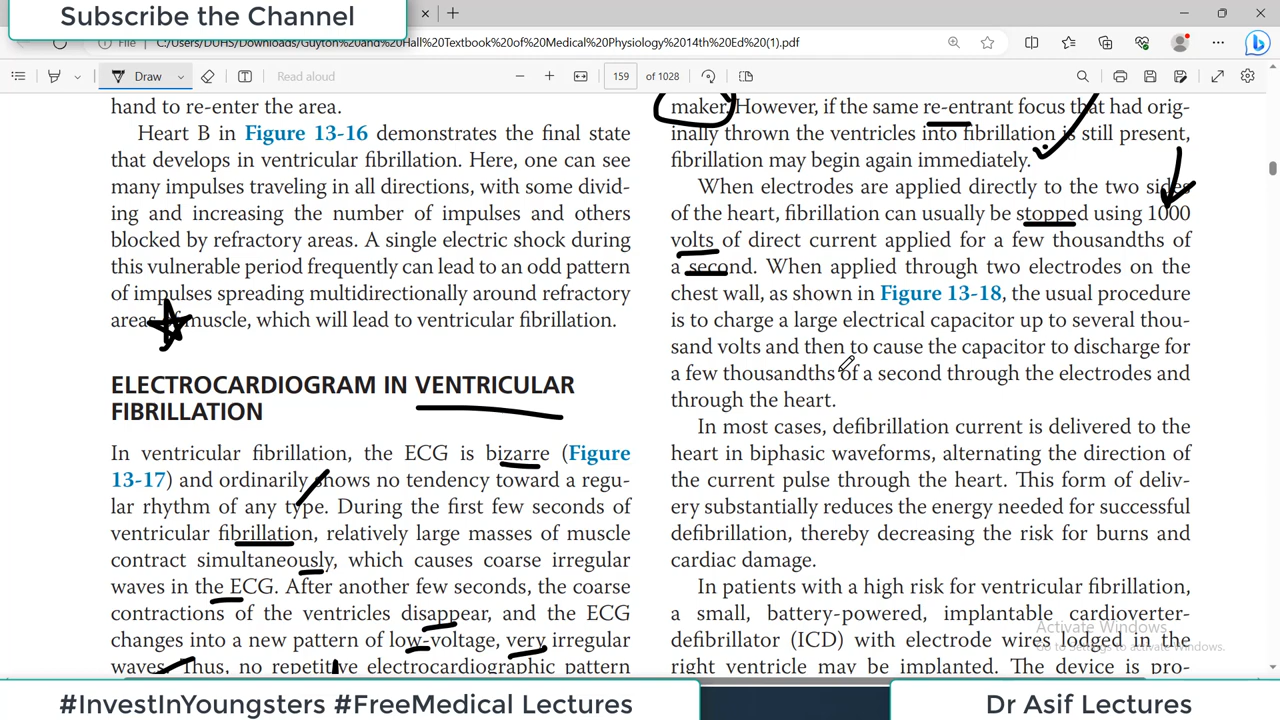 Subscribe the Channel
File
C:/Users/DUHS/Downloads/Guyton%20and%20Hall%20Textbook%20of%20Medical%20Physiology%2014th%20Ed%20(1).pdf
Draw
Read aloud
159 of 1028
hand to re-enter the area.
Heart B in Figure 13-16 demonstrates the final state
that develops in ventricular fibrillation. Here, one can see
many impulses traveling in all directions, with some divid-
ing and increasing the number of impulses and others
blocked by refractory areas. A single electric shock during
this vulnerable period frequently can lead to an odd pattern
of impulses spreading multidirectionally around refractory
areas of muscle, which will lead to ventricular fibrillation.
ELECTROCARDIOGRAM IN VENTRICULAR
FIBRILLATION
In ventricular fibrillation, the ECG is bizarre (Figure
13-17) and ordinarily shows no tendency toward a regu-
lar rhythm of any type. During the first few seconds of
ventricular fibrillation, relatively large masses of muscle
contract simultaneously, which causes coarse irregular
waves in the ECG. After another few seconds, the coarse
contractions of the ventricles disappear, and the ECG
changes into a new pattern of low-voltage, very irregular
waves. Thus, no repetitive electrocardiographic pattern
maker. However, if the same re-entrant focus that had orig-
inally thrown the ventricles into fibrillation is still present,
fibrillation may begin again immediately.
When electrodes are applied directly to the two sides
of the heart, fibrillation can usually be stopped using 1000
volts of direct current applied for a few thousandths of
a second. When applied through two electrodes on the
chest wall, as shown in Figure 13-18, the usual procedure
is to charge a large electrical capacitor up to several thou-
sand volts and then to cause the capacitor to discharge for
a few thousandths of a second through the electrodes and
through the heart.
In most cases, defibrillation current is delivered to the
heart in biphasic waveforms, alternating the direction of
the current pulse through the heart. This form of deliv-
ery substantially reduces the energy needed for successful
defibrillation, thereby decreasing the risk for burns and
cardiac damage.
In patients with a high risk for ventricular fibrillation,
a small, battery-powered, implantable cardioverter-
defibrillator (ICD) with electrode wires lodged in the
right ventricle may be implanted. The device is pro-
Activate Windows
Go to Settings to activate Windows.
#InvestInYoungsters #FreeMedical Lectures
Dr Asif Lectures